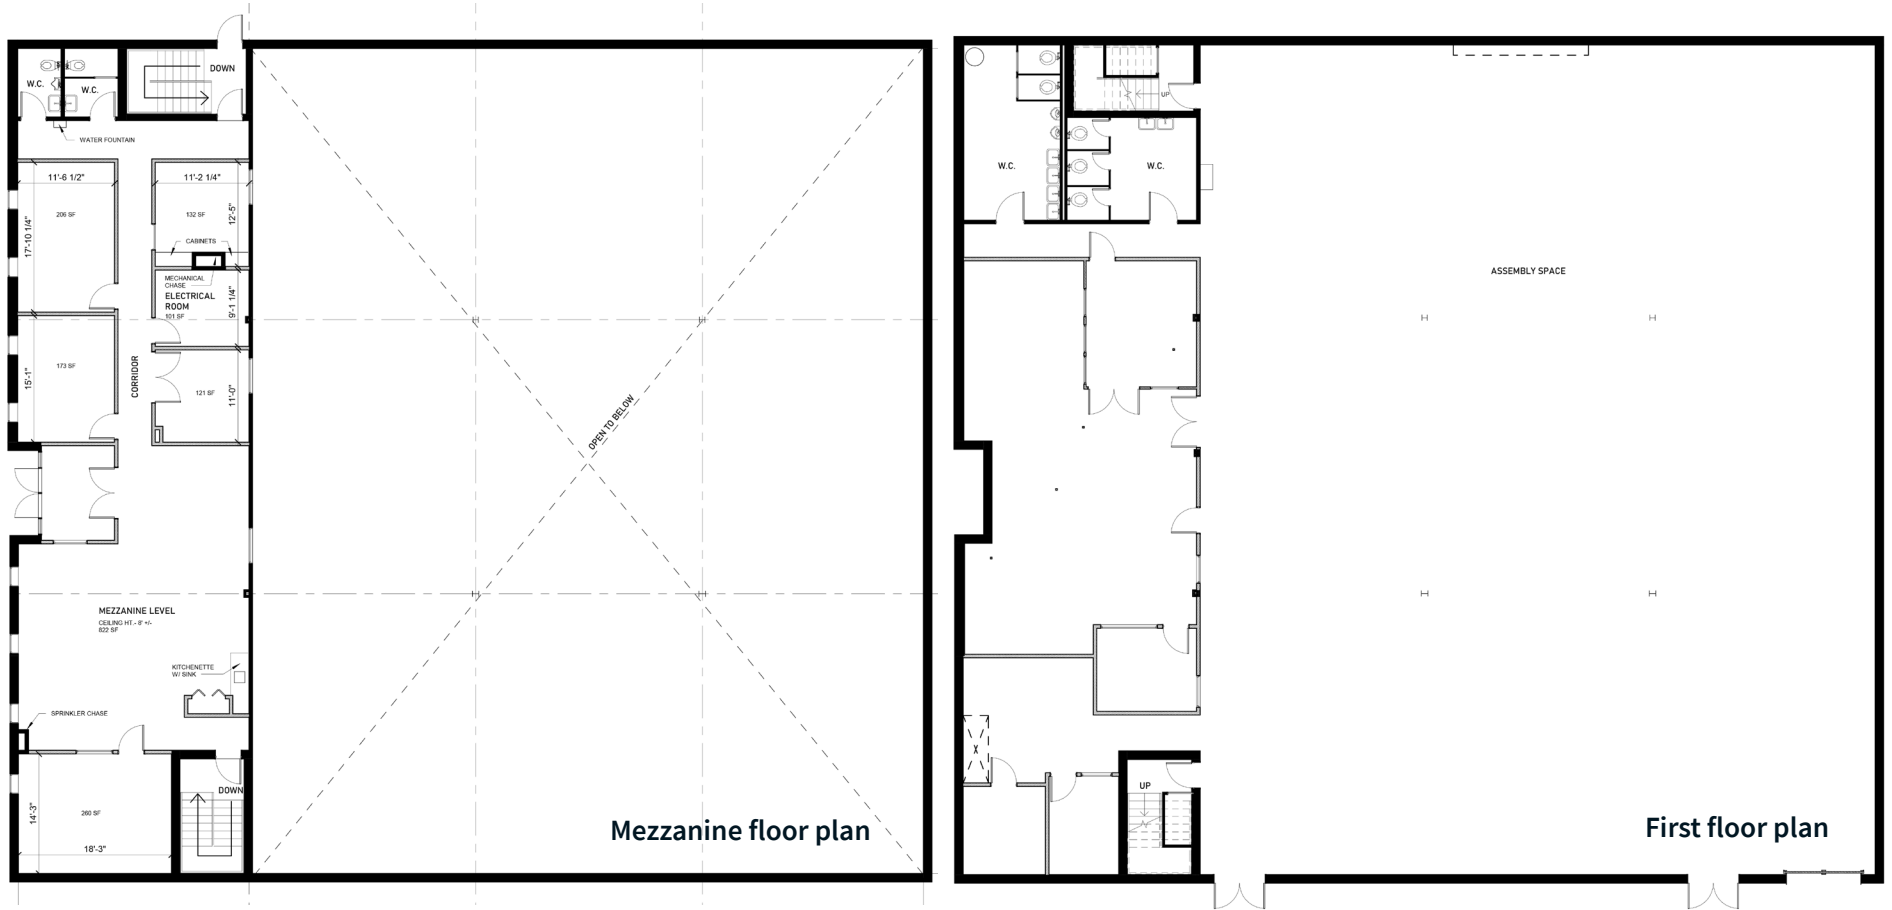 DOWN
W.C.
W.C.
WATER FOUNTAIN
11'-6 1/2"
11'-2 1/4"
206 SF
132 SF
12'-5"
17'-10 1/4"
CABINETS
MECHANICAL
CHASE
ELECTRICAL
ROOM
101 SF
9'-1 1/4"
173 SF
15'-1"
CORRIDOR
121 SF
11'-0"
OPEN TO BELOW
MEZZANINE LEVEL
CEILING HT.- 8' +/-
822 SF
KITCHENETTE
W/ SINK
SPRINKLER CHASE
DOWN
260 SF
14'-3"
18'-3"
Mezzanine floor plan
UP
W.C.
W.C.
ASSEMBLY SPACE
UP
First floor plan